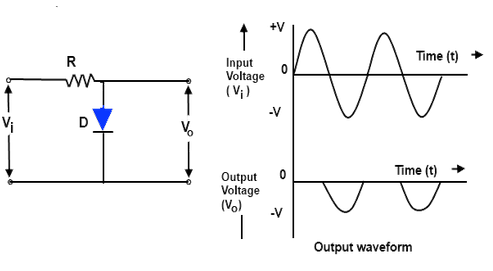 R
Vi
D
Vo
+V
Input
Voltage
( Vi )
0
Time (t)
-V
Output
Voltage
(Vo)
0
Time (t)
-V
Output waveform